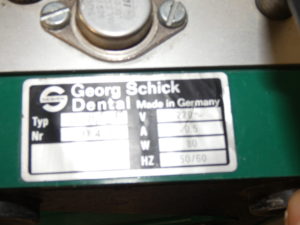 Georg Schick
Dental Made in Germany
Typ V
Nr A
W 80
HZ 50/60